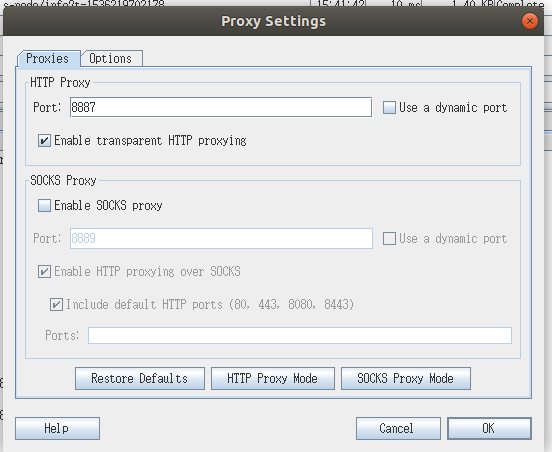 s-node/info?t=1536219702178 15:41:42 10 ms 1.40 KB Complete
Proxy Settings
Proxies Options
HTTP Proxy
Port: 8887 Use a dynamic port
Enable transparent HTTP proxying
SOCKS Proxy
Enable SOCKS proxy
Port: 8889 Use a dynamic port
Enable HTTP proxying over SOCKS
Include default HTTP ports (80, 443, 8080, 8443)
Ports:
Restore Defaults HTTP Proxy Mode SOCKS Proxy Mode
Help Cancel OK